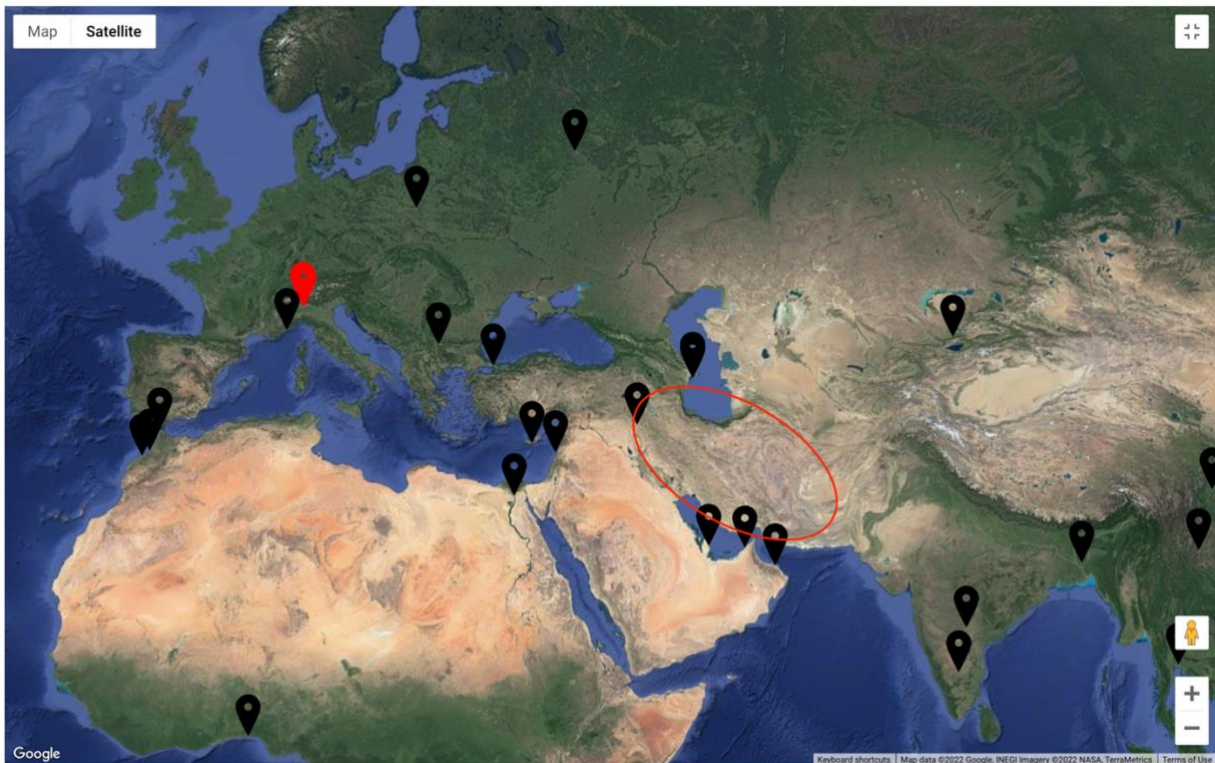 Map Satellite
Google
Keyboard shortcuts Map data ©2022 Google, INEGI Imagery ©2022 NASA, TerraMetrics Terms of Use